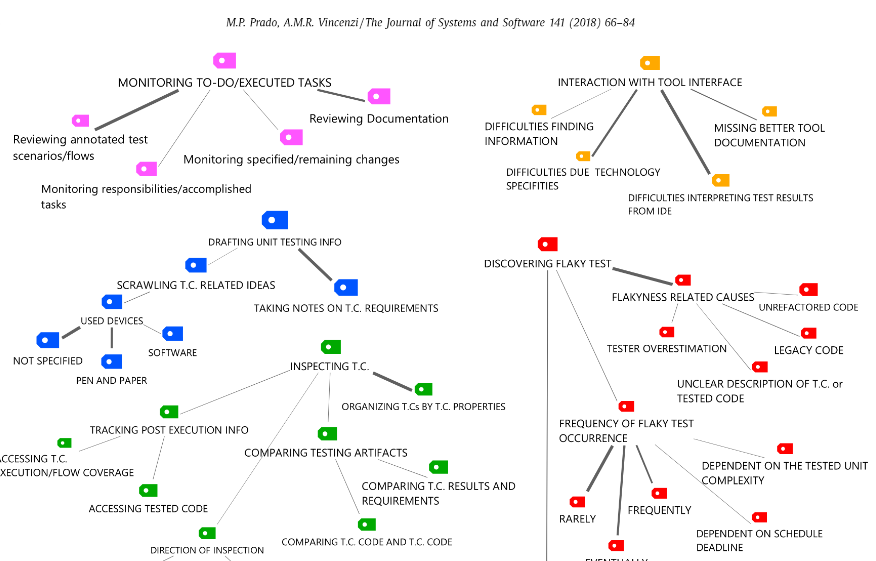 M.P. Prado, A.M.R. Vincenzi / The Journal of Systems and Software 141 (2018) 66–84
MONITORING TO-DO/EXECUTED TASKS
Reviewing Documentation
Reviewing annotated test
scenarios/flows
Monitoring specified/remaining changes
Monitoring responsibilities/accomplished
tasks
INTERACTION WITH TOOL INTERFACE
DIFFICULTIES FINDING
INFORMATION
MISSING BETTER TOOL
DOCUMENTATION
DIFFICULTIES DUE TECHNOLOGY
SPECIFITIES
DIFFICULTIES INTERPRETING TEST RESULTS
FROM IDE
DRAFTING UNIT TESTING INFO
SCRAWLING T.C. RELATED IDEAS
TAKING NOTES ON T.C. REQUIREMENTS
USED DEVICES
NOT SPECIFIED
SOFTWARE
PEN AND PAPER
INSPECTING T.C.
ORGANIZING T.Cs BY T.C. PROPERTIES
TRACKING POST EXECUTION INFO
COMPARING TESTING ARTIFACTS
T.C.
/FLOW COVERAGE
COMPARING T.C. RESULTS AND
REQUIREMENTS
ACCESSING TESTED CODE
COMPARING T.C. CODE AND T.C. CODE
DIRECTION OF INSPECTION
DISCOVERING FLAKY TEST
FLAKYNESS RELATED CAUSES
UNREFACTORED CODE
TESTER OVERESTIMATION
LEGACY CODE
UNCLEAR DESCRIPTION OF T.C. or
TESTED CODE
FREQUENCY OF FLAKY TEST
OCCURRENCE
DEPENDENT ON THE TESTED UNIT
COMPLEXITY
RARELY
FREQUENTLY
DEPENDENT ON SCHEDULE
DEADLINE